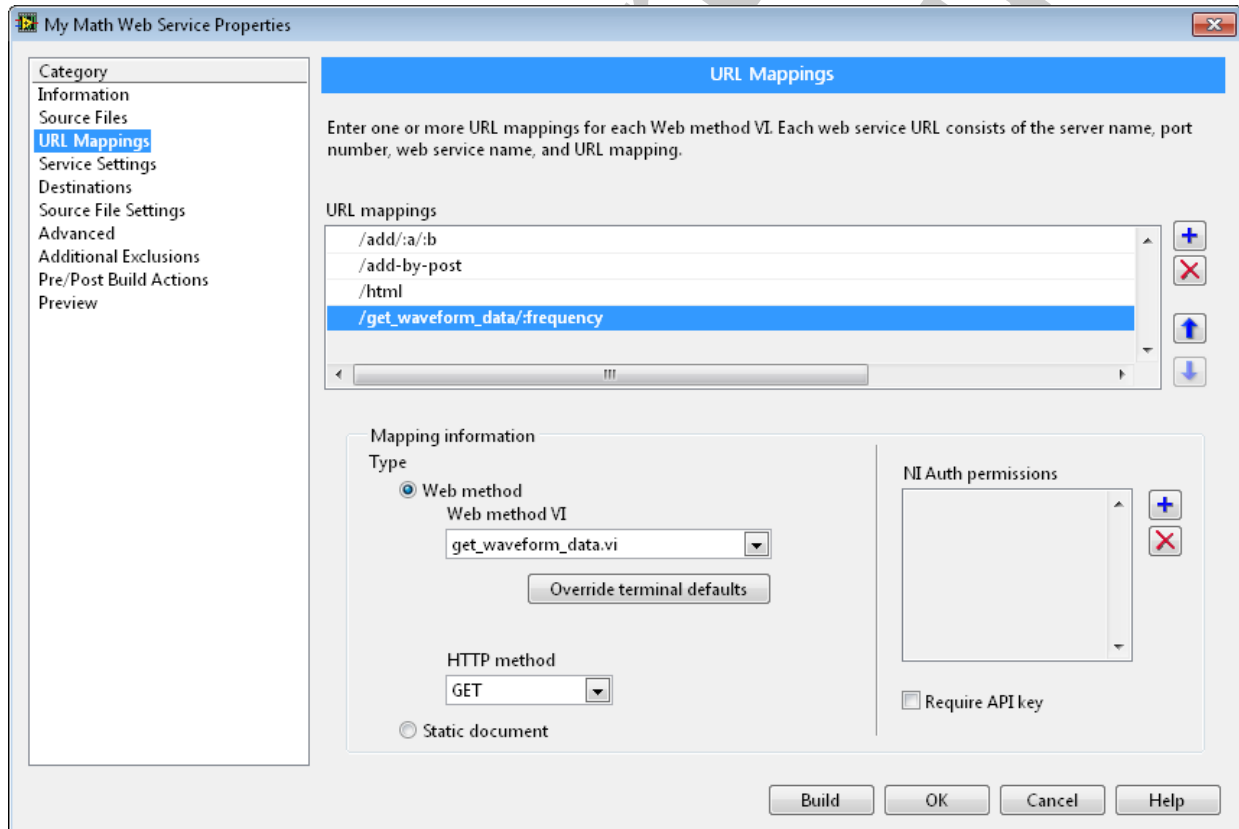 My Math Web Service Properties
Category
Information
Source Files
URL Mappings
Service Settings
Destinations
Source File Settings
Advanced
Additional Exclusions
Pre/Post Build Actions
Preview
URL Mappings
Enter one or more URL mappings for each Web method VI. Each web service URL consists of the server name, port
number, web service name, and URL mapping.
URL mappings
/add/:a/:b
/add-by-post
/html
/get_waveform_data/:frequency
Mapping information
Type
Web method
Web method VI
get_waveform_data.vi
Override terminal defaults
HTTP method
GET
Static document
NI Auth permissions
Require API key
Build
OK
Cancel
Help